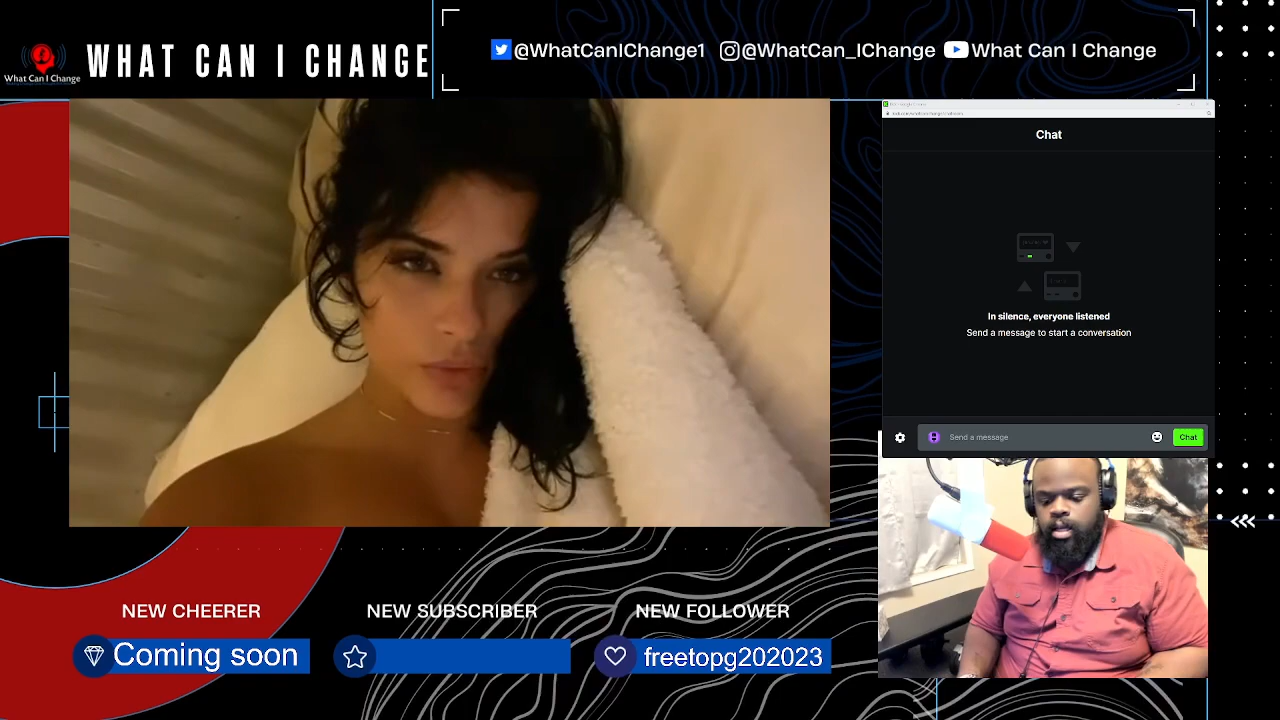 What Can I Change
WHAT CAN I CHANGE
@WhatCanIChange1 @WhatCan_IChange What Can I Change
Chat
In silence, everyone listened
Send a message to start a conversation
Send a message
Chat
NEW CHEERER
NEW SUBSCRIBER
NEW FOLLOWER
Coming soon
freetopg202023